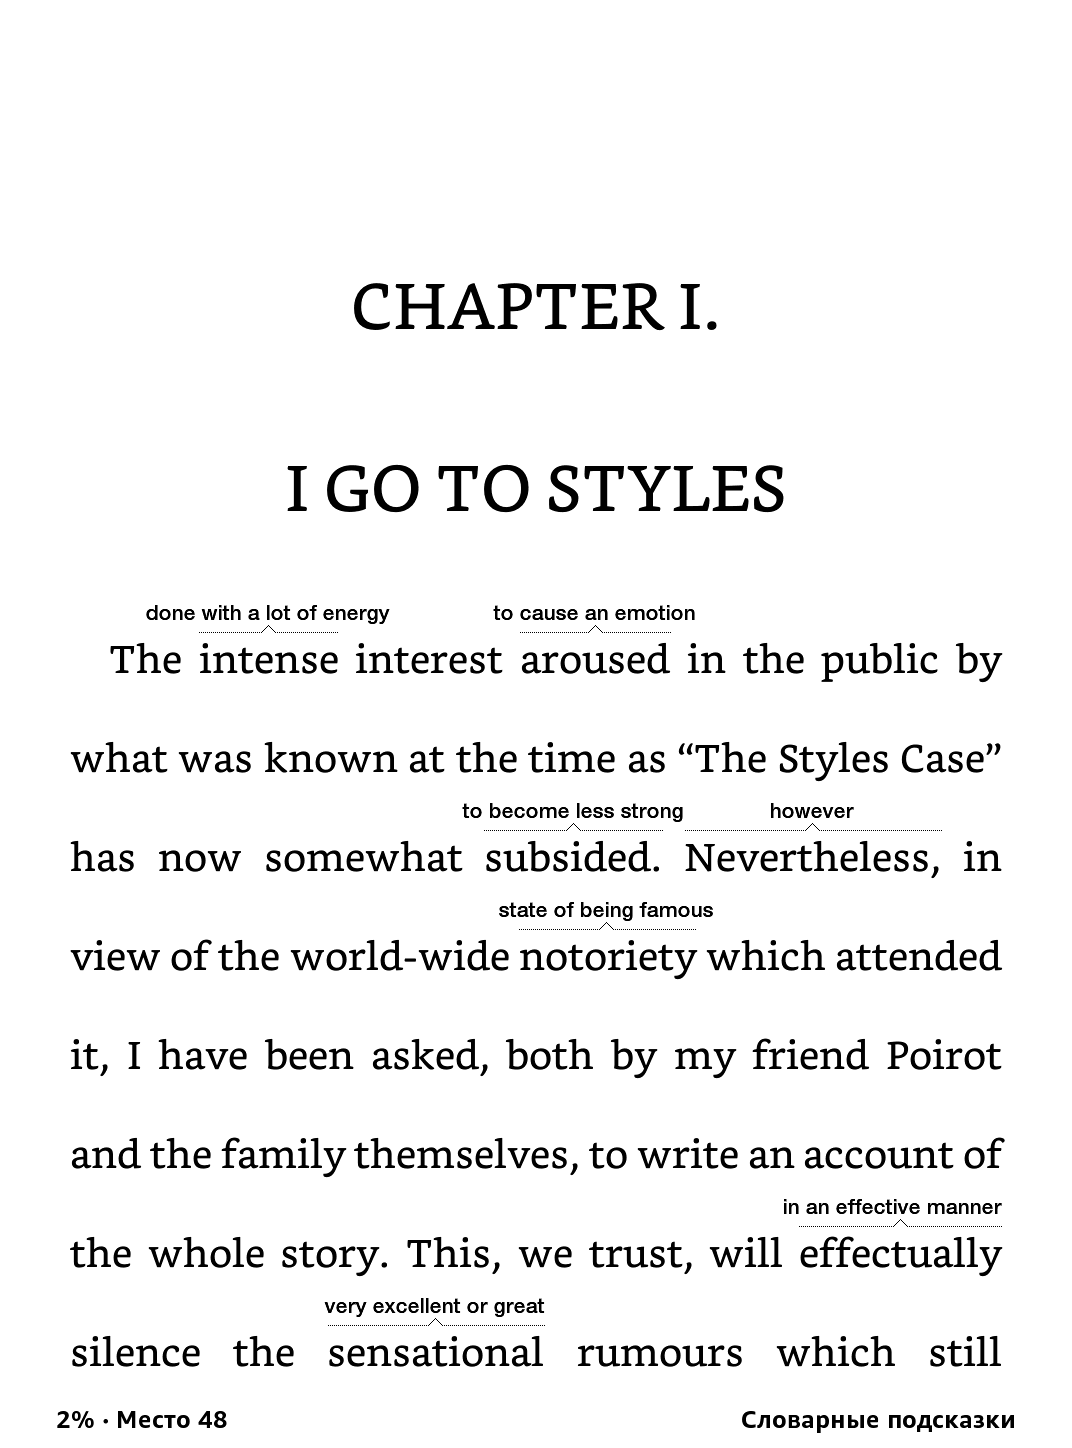 CHAPTER I.
I GO TO STYLES
done with a lot of energy to cause an emotion
The intense interest aroused in the public by
what was known at the time as “The Styles Case”
to become less strong however
has now somewhat subsided. Nevertheless, in
state of being famous
view of the world-wide notoriety which attended
it, I have been asked, both by my friend Poirot
and the family themselves, to write an account of
in an effective manner
the whole story. This, we trust, will effectually
very excellent or great
silence the sensational rumours which still
2% · Место 48 Словарные подсказки